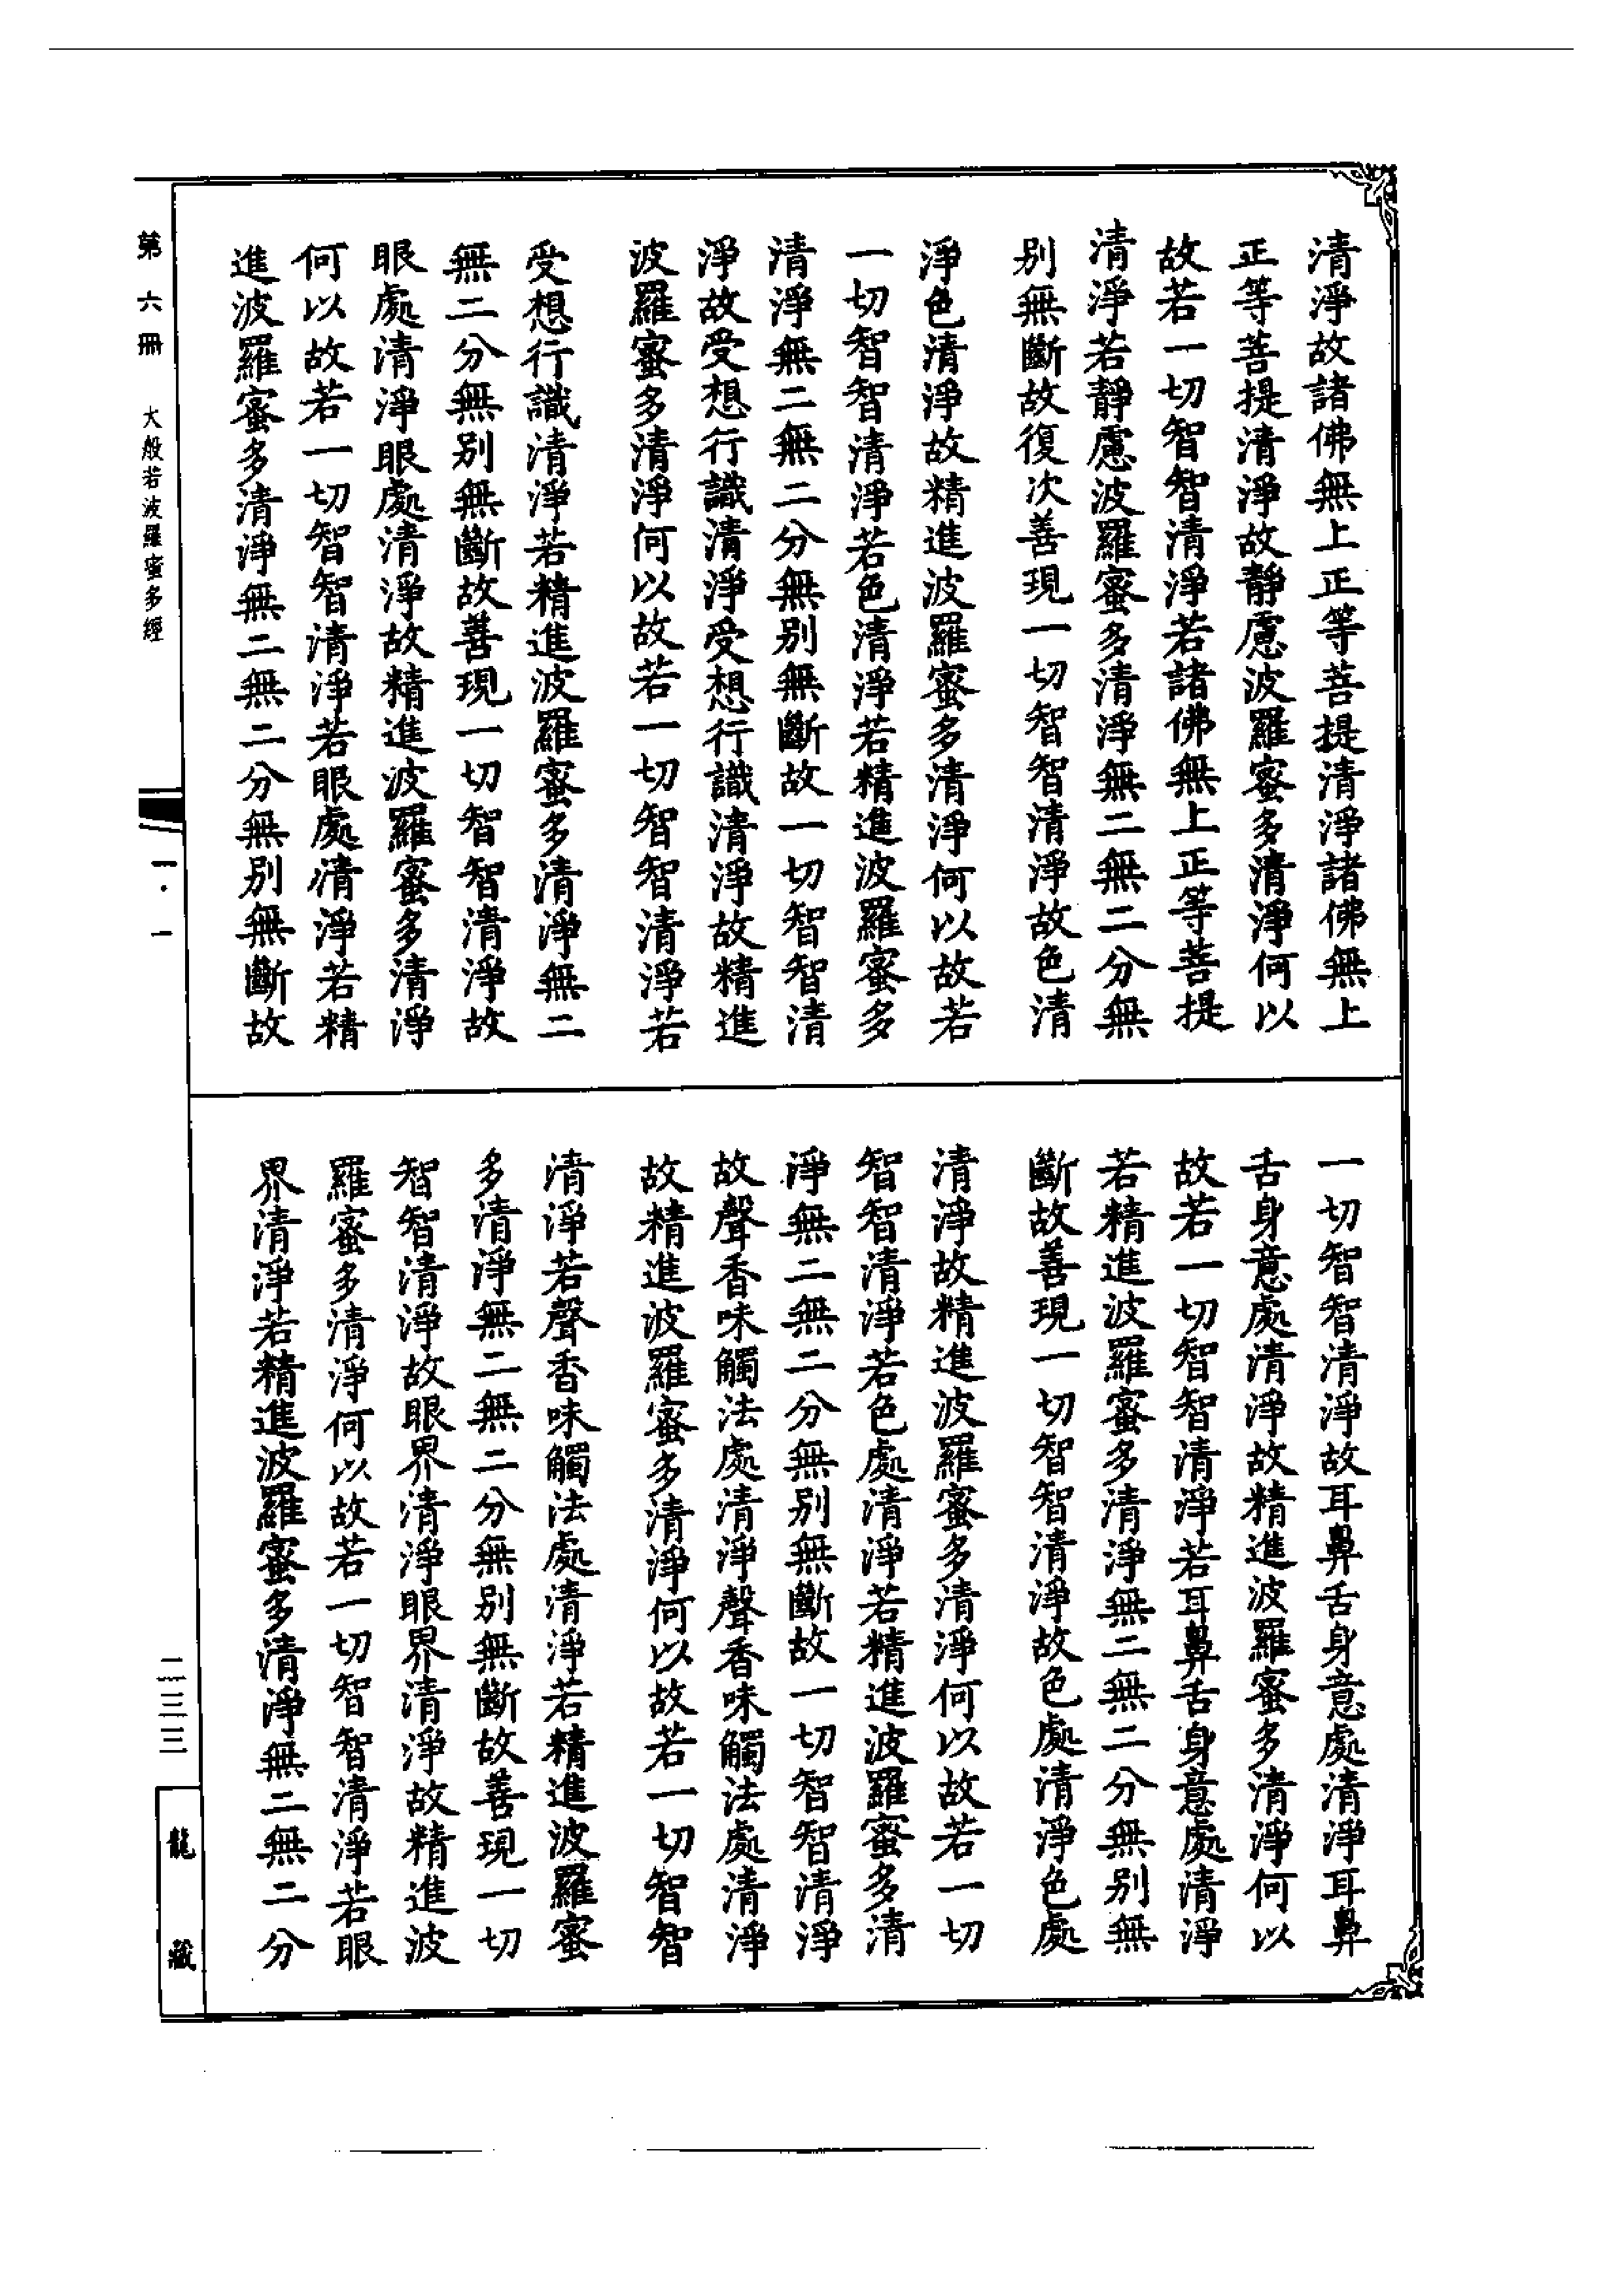 清淨故諸佛無上正等菩提清淨諸佛無上
正等菩提清淨故靜慮波羅蜜多清淨何以
故若一切智智清淨若諸佛無上正等菩提
清淨若靜慮波羅蜜多清淨無二無二分無
別無斷故復次善現一切智智清淨故色清
淨色清淨故精進波羅蜜多清淨何以故若
一切智智清淨若色清淨若精進波羅蜜多
清淨無二無二分無別無斷故一切智智清
淨故受想行識清淨受想行識清淨故精進
波羅蜜多清淨何以故若一切智智清淨若
受想行識清淨若精進波羅蜜多清淨無二
無二分無別無斷故善現一切智智清淨故
眼處清淨眼處清淨故精進波羅蜜多清淨
何以故若一切智智清淨若眼處清淨若精
進波羅蜜多清淨無二無二分無別無斷故
一切智智清淨故耳鼻舌身意處清淨耳鼻
舌身意處清淨故精進波羅蜜多清淨何以
故若一切智智清淨若耳鼻舌身意處清淨
若精進波羅蜜多清淨無二無二分無別無
斷故善現一切智智清淨故色處清淨色處
清淨故精進波羅蜜多清淨何以故若一切
智智清淨若色處清淨若精進波羅蜜多清
淨無二無二分無別無斷故一切智智清淨
故聲香味觸法處清淨聲香味觸法處清淨
故精進波羅蜜多清淨何以故若一切智智
清淨若聲香味觸法處清淨若精進波羅蜜
多清淨無二無二分無別無斷故善現一切
智智清淨故眼界清淨眼界清淨故精進波
羅蜜多清淨何以故若一切智智清淨若眼
界清淨若精進波羅蜜多清淨無二無二分
第六冊 大般若波羅蜜多經 一·一 二三三 龍藏